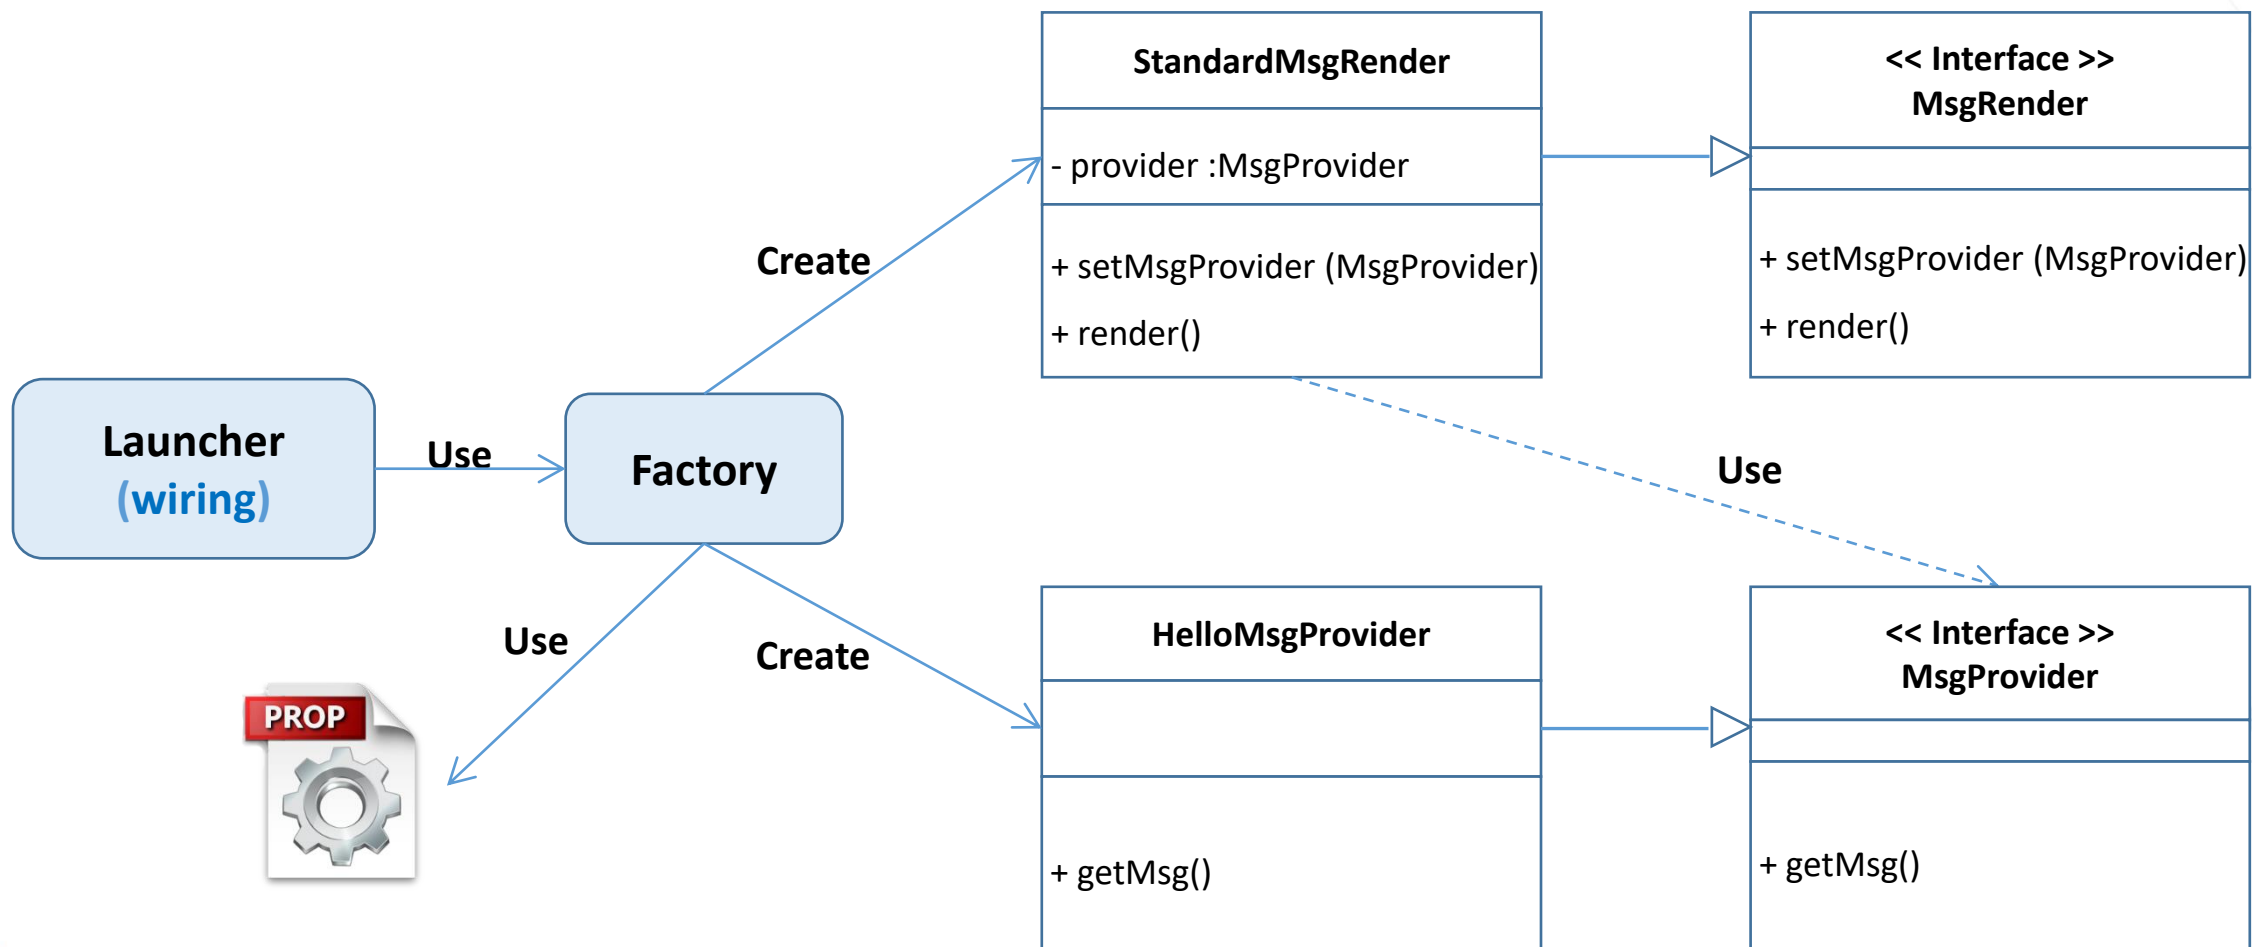 StandardMsgRender
- provider :MsgProvider
+ setMsgProvider (MsgProvider)
+ render()
<< Interface >>
MsgRender
+ setMsgProvider (MsgProvider)
+ render()
Create
Launcher
(wiring)
Use
Factory
Use
Use
Create
PROP
HelloMsgProvider
+ getMsg()
<< Interface >>
MsgProvider
+ getMsg()